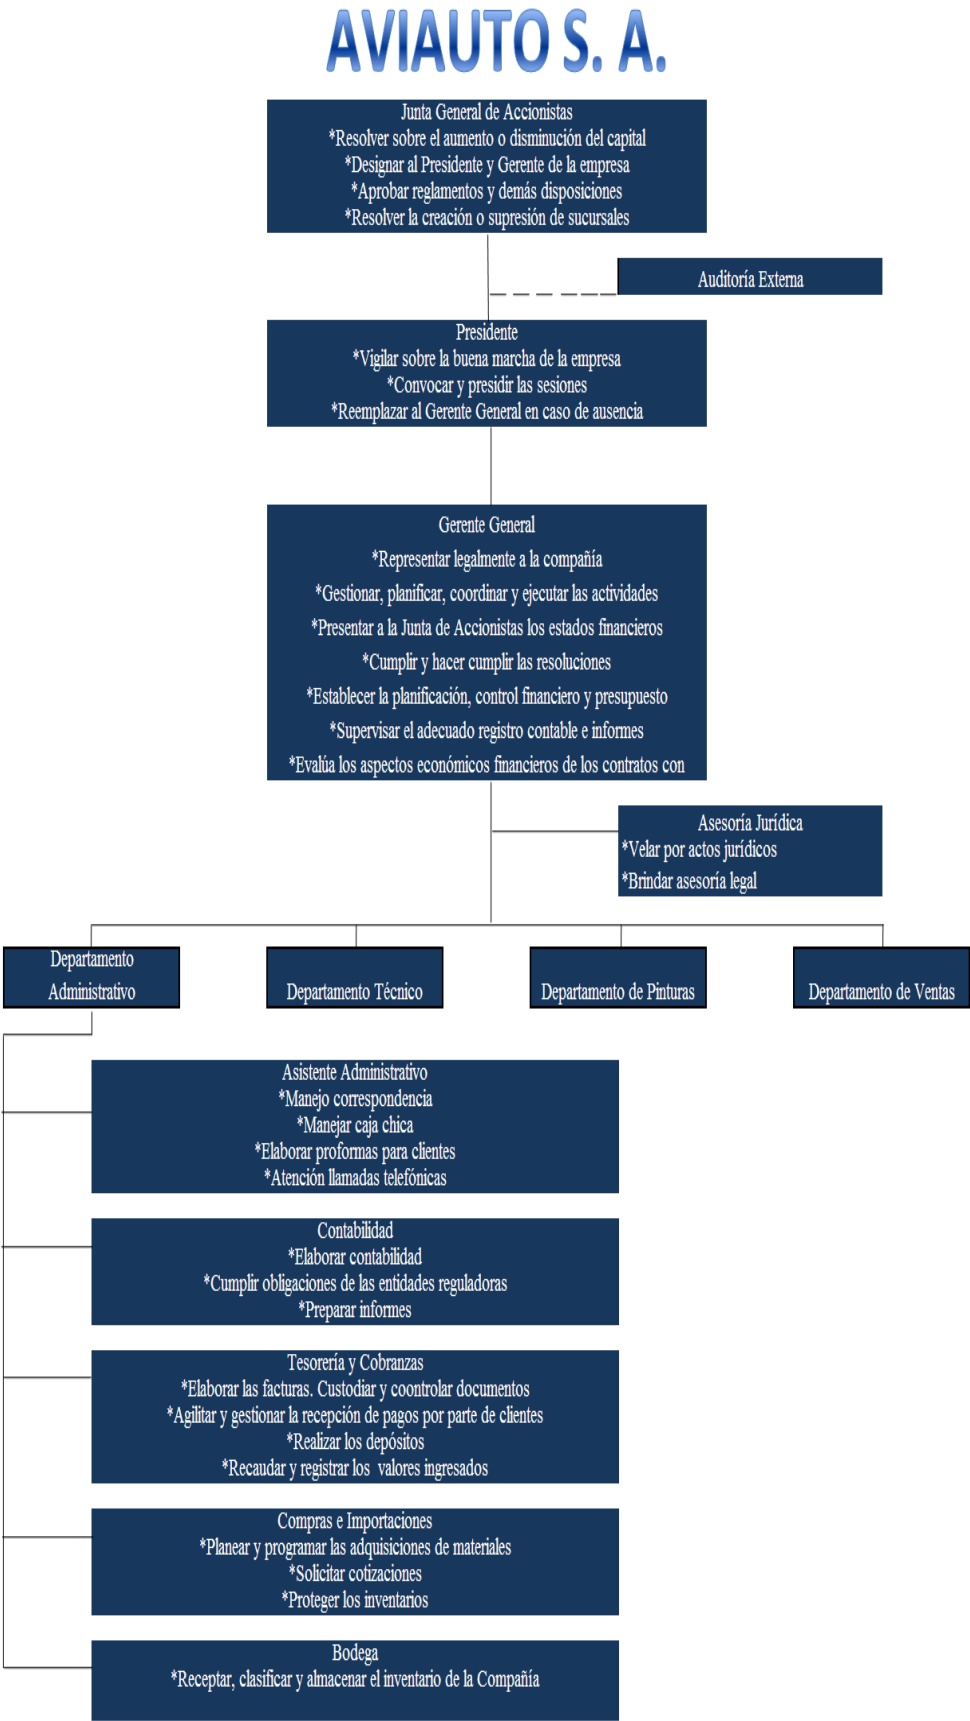 AVIAUTO S. A.
Junta General de Accionistas
*Resolver sobre el aumento o disminución del capital
*Designar al Presidente y Gerente de la empresa
*Aprobar reglamentos y demás disposiciones
*Resolver la creación o supresión de sucursales
Auditoría Externa
Presidente
*Vigilar sobre la buena marcha de la empresa
*Convocar y presidir las sesiones
*Reemplazar al Gerente General en caso de ausencia
Gerente General
*Representar legalmente a la compañía
*Gestionar, planificar, coordinar y ejecutar las actividades
*Presentar a la Junta de Accionistas los estados financieros
*Cumplir y hacer cumplir las resoluciones
*Establecer la planificación, control financiero y presupuesto
*Supervisar el adecuado registro contable e informes
*Evalúa los aspectos económicos financieros de los contratos con
Asesoría Jurídica
*Velar por actos jurídicos
*Brindar asesoría legal
Departamento
Administrativo
Departamento Técnico
Departamento de Pinturas
Departamento de Ventas
Asistente Administrativo
*Manejo correspondencia
*Manejar caja chica
*Elaborar proformas para clientes
*Atención llamadas telefónicas
Contabilidad
*Elaborar contabilidad
*Cumplir obligaciones de las entidades reguladoras
*Preparar informes
Tesorería y Cobranzas
*Elaborar las facturas. Custodiar y coontrolar documentos
*Agilitar y gestionar la recepción de pagos por parte de clientes
*Realizar los depósitos
*Recaudar y registrar los  valores ingresados
Compras e Importaciones
*Planear y programar las adquisiciones de materiales
*Solicitar cotizaciones
*Proteger los inventarios
Bodega
*Receptar, clasificar y almacenar el inventario de la Compañía